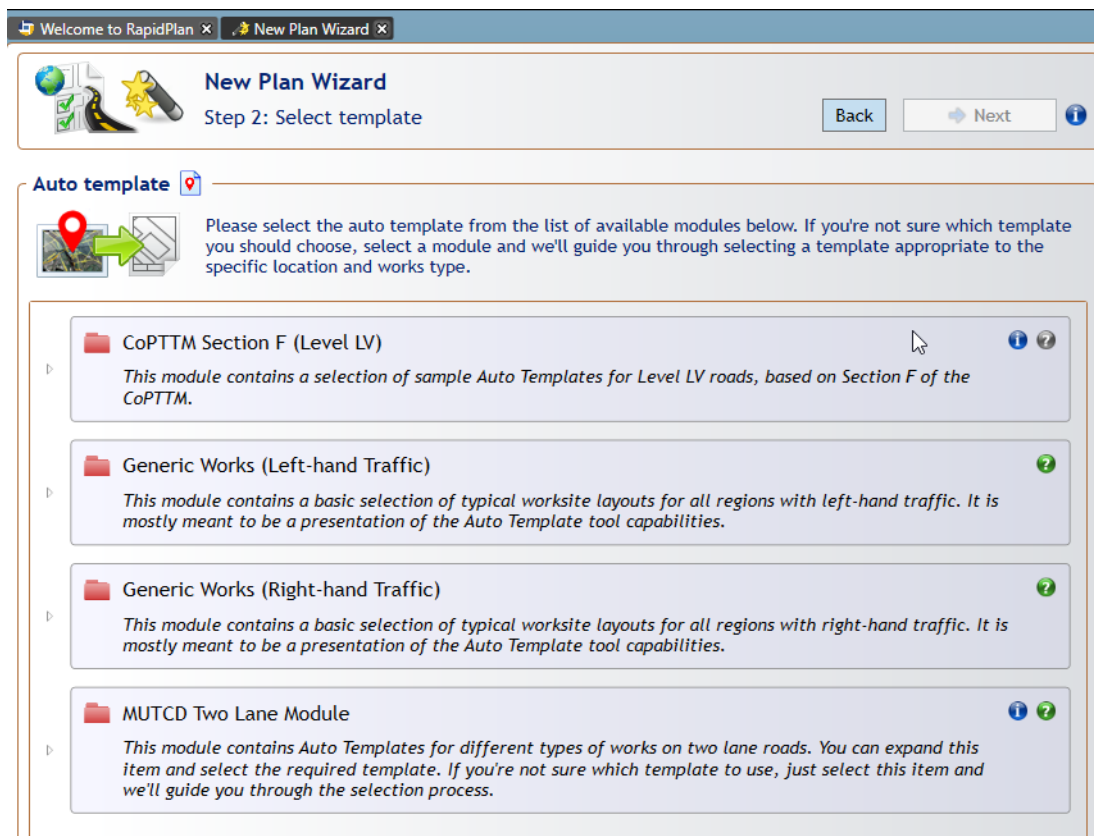 Welcome to RapidPlan
New Plan Wizard
New Plan Wizard
Step 2: Select template
Back
Next
Auto template
Please select the auto template from the list of available modules below. If you're not sure which template
you should choose, select a module and we'll guide you through selecting a template appropriate to the
specific location and works type.
CoPTTM Section F (Level LV)
This module contains a selection of sample Auto Templates for Level LV roads, based on Section F of the
CoPTTM.
Generic Works (Left-hand Traffic)
This module contains a basic selection of typical worksite layouts for all regions with left-hand traffic. It is
mostly meant to be a presentation of the Auto Template tool capabilities.
Generic Works (Right-hand Traffic)
This module contains a basic selection of typical worksite layouts for all regions with right-hand traffic. It is
mostly meant to be a presentation of the Auto Template tool capabilities.
MUTCD Two Lane Module
This module contains Auto Templates for different types of works on two lane roads. You can expand this
item and select the required template. If you're not sure which template to use, just select this item and
we'll guide you through the selection process.